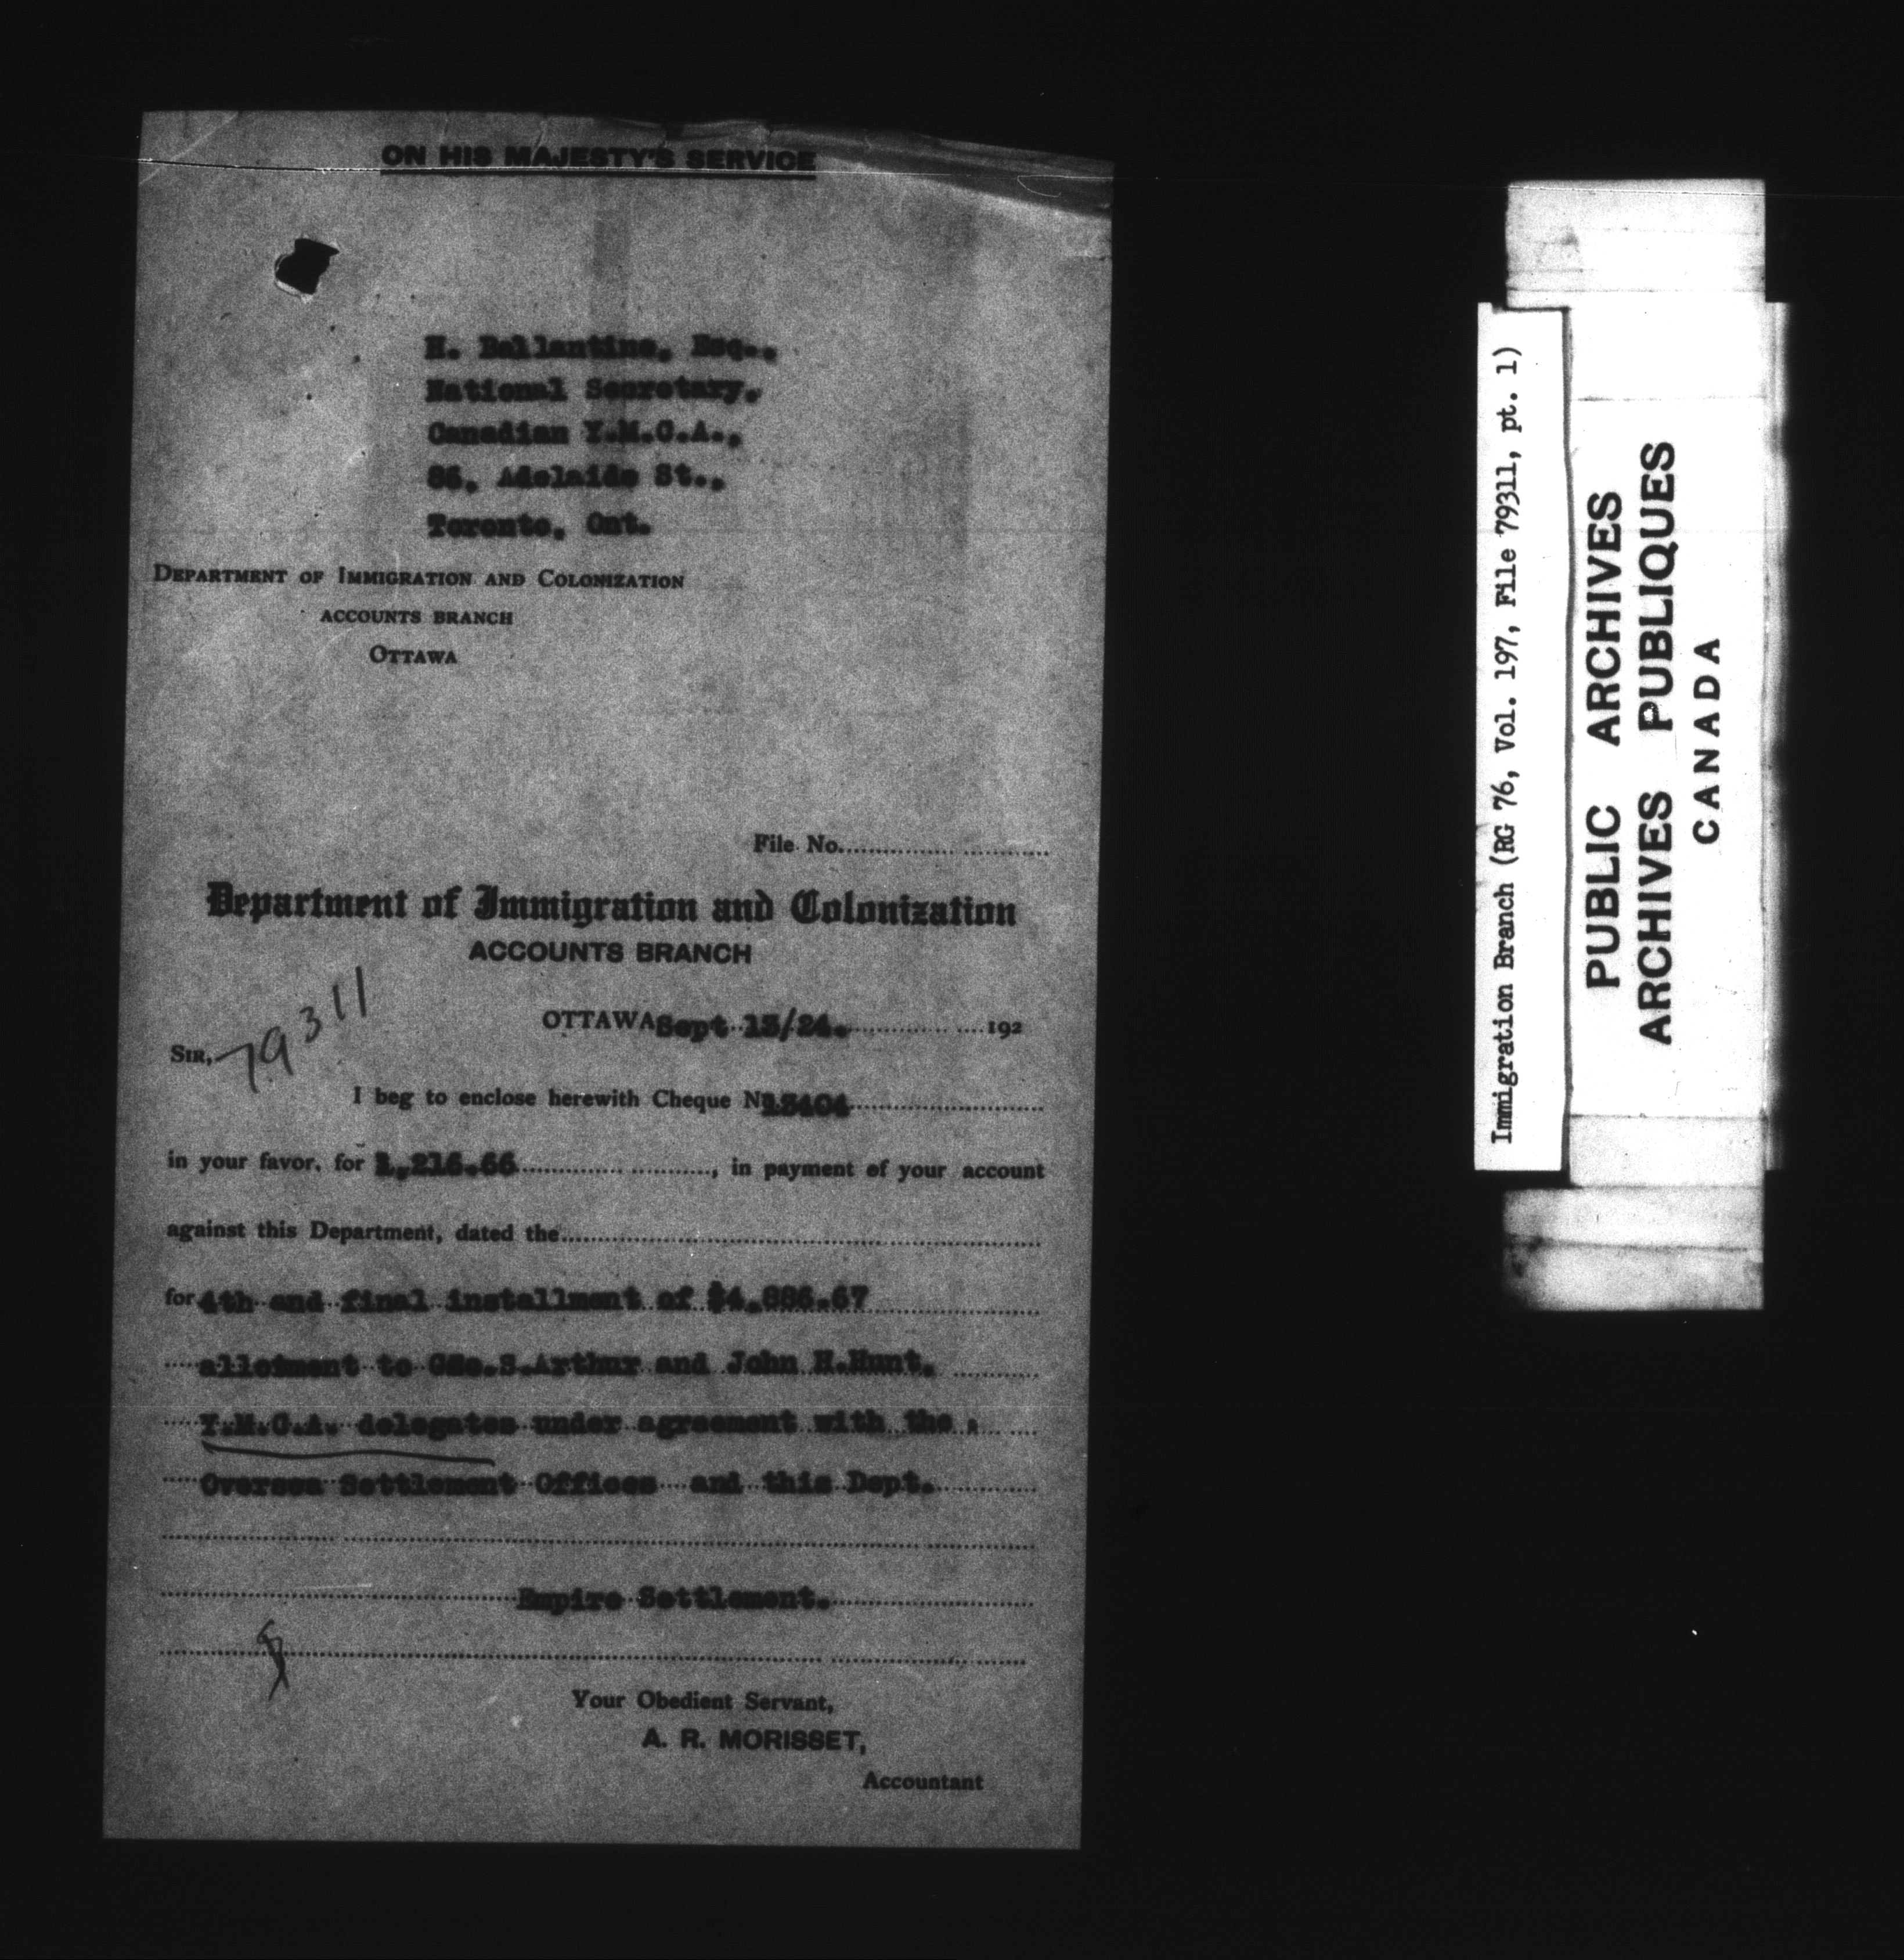 ON HIS MAJESTY'S SERVICE
H. Ballantine, Esq.,
National Secretary,
Canadian Y.M.C.A.,
86, Adelaide St.,
Toronto, Ont.
DEPARTMENT OF IMMIGRATION AND COLONIZATION
ACCOUNTS BRANCH
OTTAWA
File No.
Department of Immigration and Colonization
ACCOUNTS BRANCH
OTTAWA Sept 13/24. 192
SIR, 79311
I beg to enclose herewith Cheque N 13404
in your favor, for 1,216.66, in payment of your account
against this Department, dated the
for 4th and final installment of $4,886.67
allotment to Geo.S.Arthur and John H.Hunt,
Y.M.C.A. delegates under agreement with the
Oversea Settlement Offices and this Dept.
Empire Settlement.
Your Obedient Servant,
A. R. MORISSET,
Accountant
Immigration Branch (RG 76, Vol. 197, File 79311, pt. 1)
PUBLIC ARCHIVES
ARCHIVES PUBLIQUES
CANADA